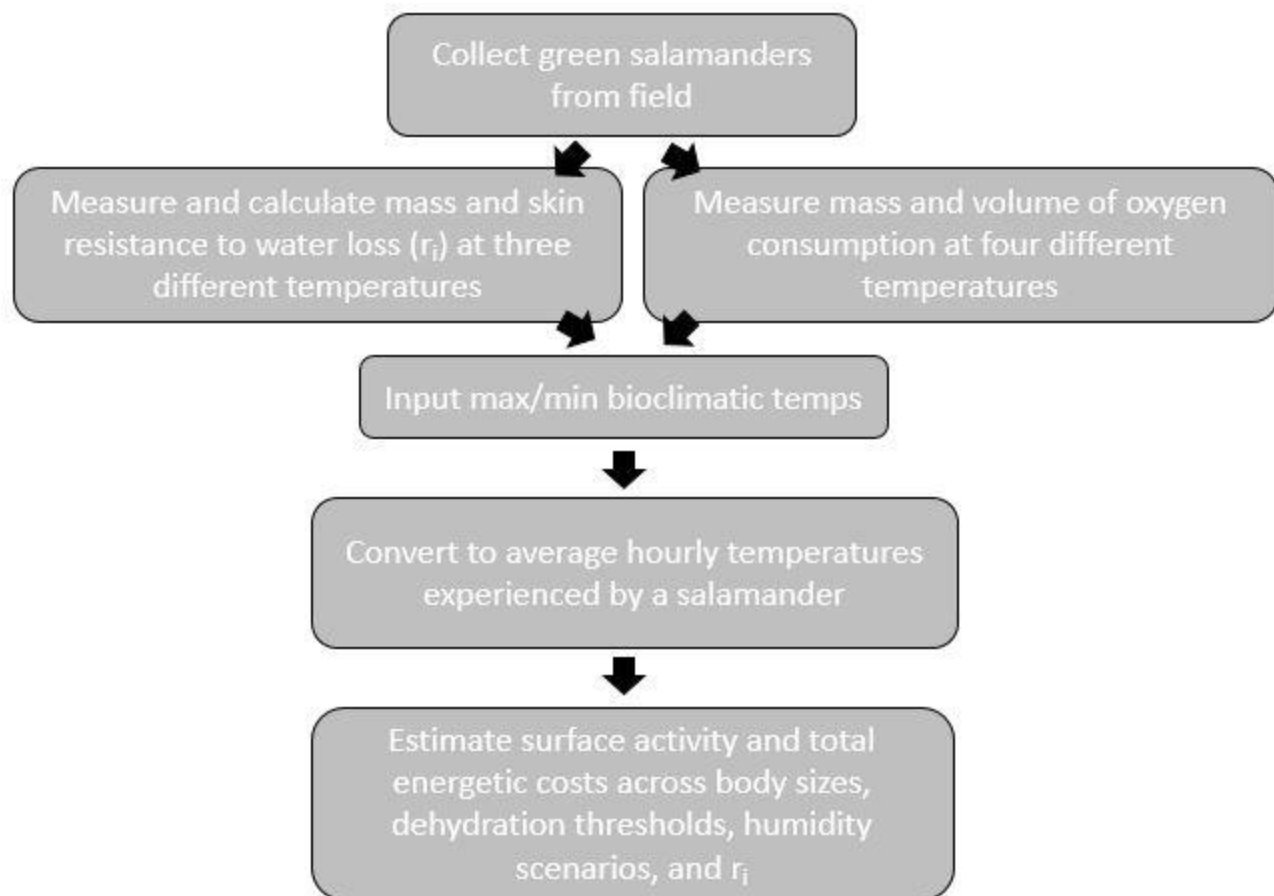 Collect green salamanders
from field
Measure and calculate mass and skin
resistance to water loss (rᵢ) at three
different temperatures
Measure mass and volume of oxygen
consumption at four different
temperatures
Input max/min bioclimatic temps
Convert to average hourly temperatures
experienced by a salamander
Estimate surface activity and total
energetic costs across body sizes,
dehydration thresholds, humidity
scenarios, and rᵢ